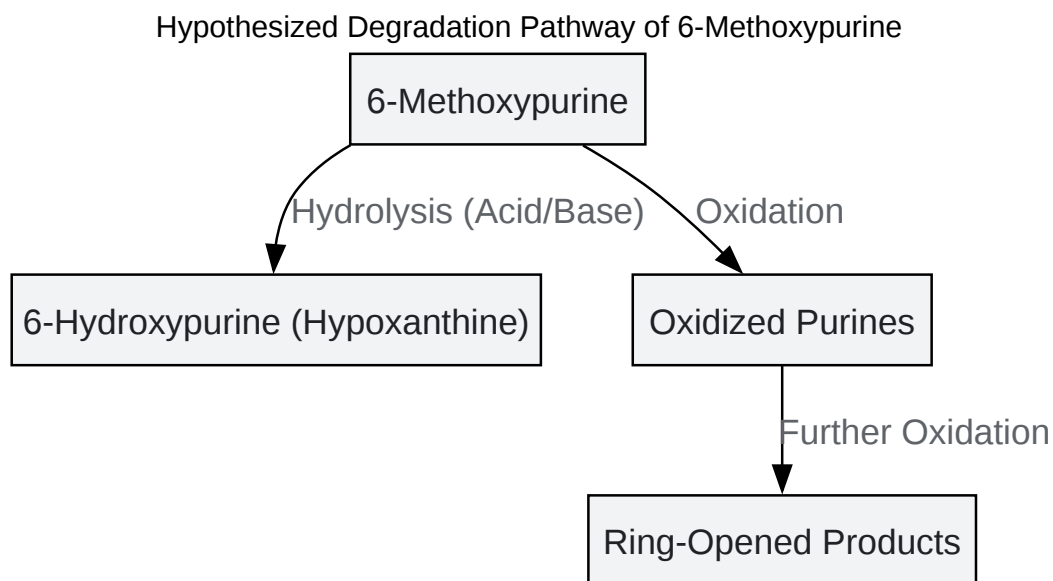 Hypothesized Degradation Pathway of 6-Methoxypurine
6-Methoxypurine
Hydrolysis (Acid/Base)
Oxidation
6-Hydroxypurine (Hypoxanthine)
Oxidized Purines
Further Oxidation
Ring-Opened Products